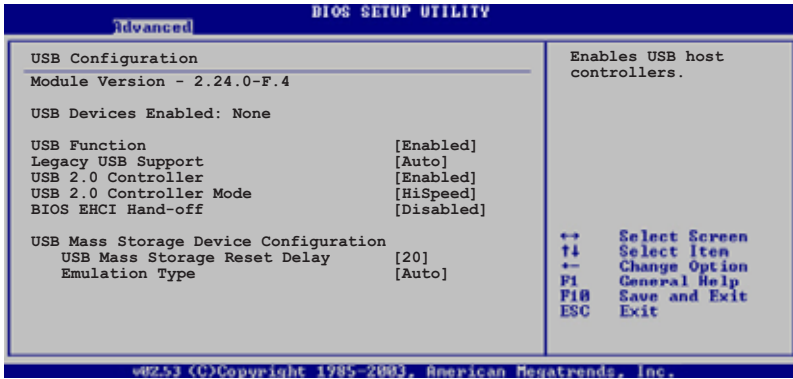 BIOS SETUP UTILITY
Advanced
USB Configuration
Module Version - 2.24.0-F.4
USB Devices Enabled: None
USB Function [Enabled]
Legacy USB Support [Auto]
USB 2.0 Controller [Enabled]
USB 2.0 Controller Mode [HiSpeed]
BIOS EHCI Hand-off [Disabled]
USB Mass Storage Device Configuration
USB Mass Storage Reset Delay [20]
Emulation Type [Auto]
Enables USB host
controllers.
↔ Select Screen
↑↓ Select Item
←- Change Option
F1 General Help
F10 Save and Exit
ESC Exit
v02.53 (C)Copyright 1985-2003, American Megatrends, Inc.